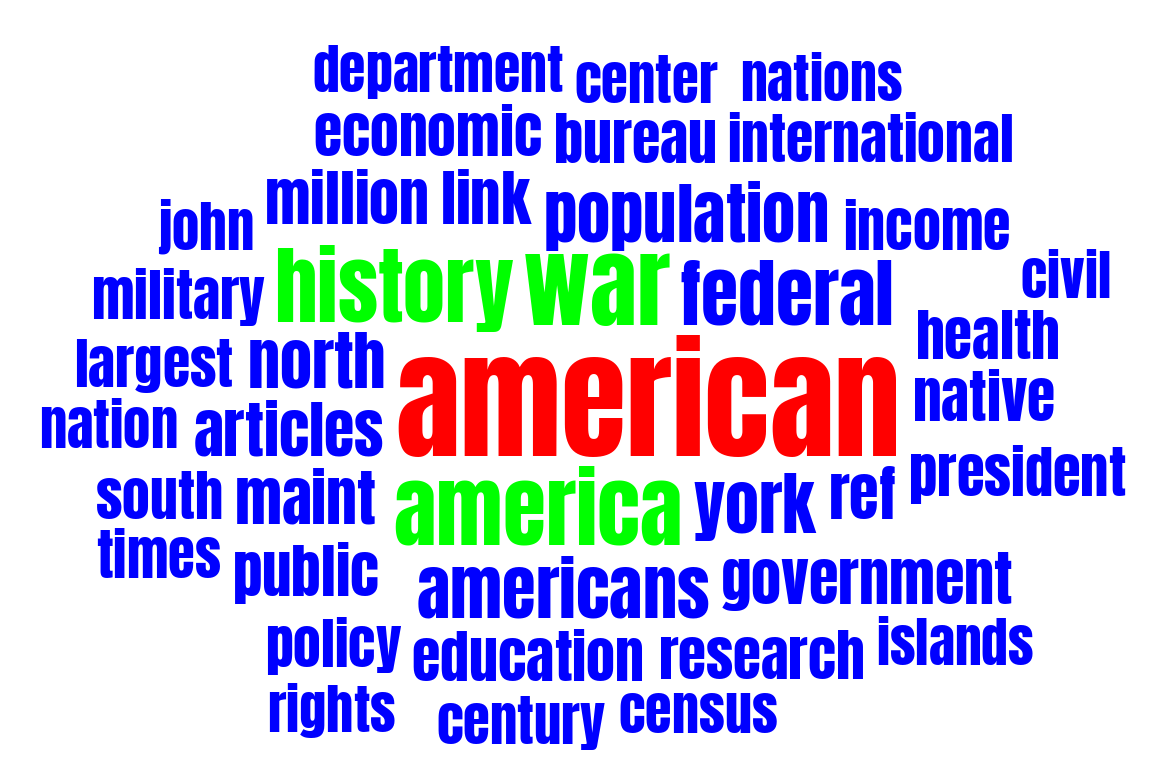 department center nations
economic bureau international
million link population income
john
military history war federal civil
largest north american health
nation articles native
south maint america york ref president
times public americans government
policy education research islands
rights century census